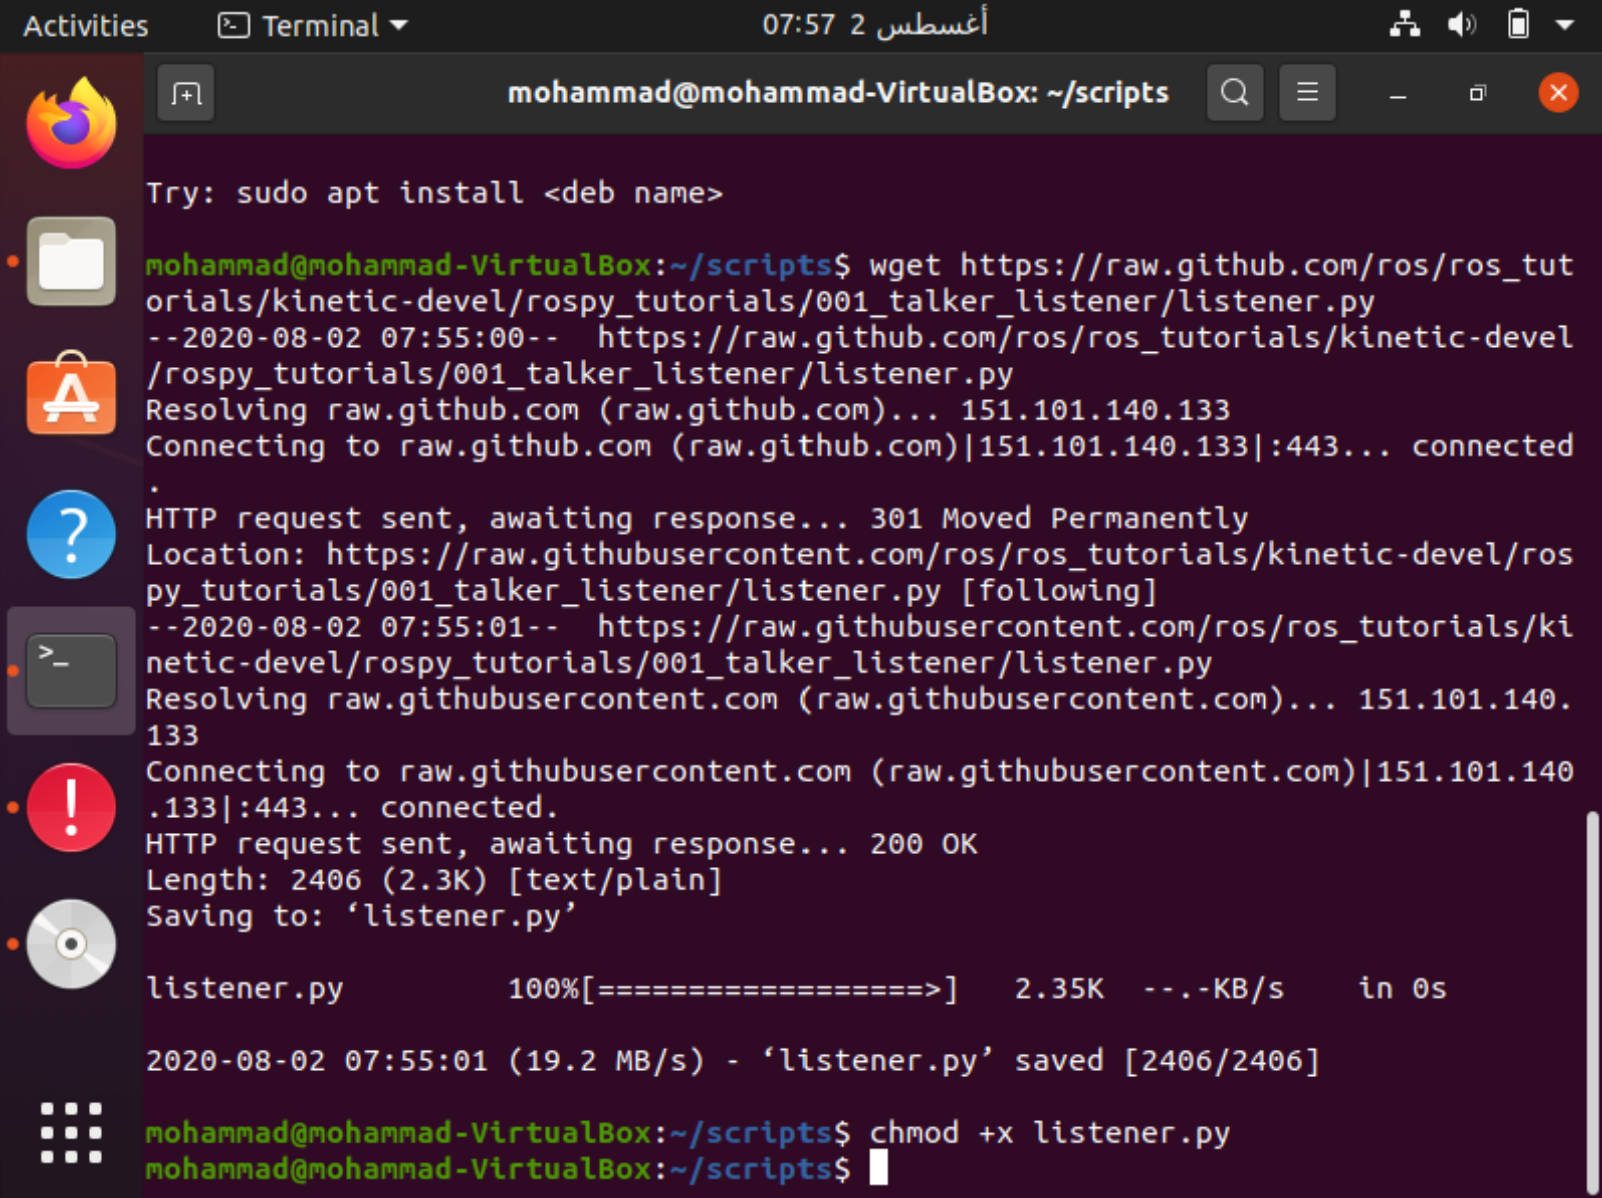 Activities Terminal 07:57 2 أغسطس
mohammad@mohammad-VirtualBox: ~/scripts
Try: sudo apt install <deb name>
mohammad@mohammad-VirtualBox:~/scripts$ wget https://raw.github.com/ros/ros_tut
orials/kinetic-devel/rospy_tutorials/001_talker_listener/listener.py
--2020-08-02 07:55:00--  https://raw.github.com/ros/ros_tutorials/kinetic-devel
/rospy_tutorials/001_talker_listener/listener.py
Resolving raw.github.com (raw.github.com)... 151.101.140.133
Connecting to raw.github.com (raw.github.com)|151.101.140.133|:443... connected
.
HTTP request sent, awaiting response... 301 Moved Permanently
Location: https://raw.githubusercontent.com/ros/ros_tutorials/kinetic-devel/ros
py_tutorials/001_talker_listener/listener.py [following]
--2020-08-02 07:55:01--  https://raw.githubusercontent.com/ros/ros_tutorials/ki
netic-devel/rospy_tutorials/001_talker_listener/listener.py
Resolving raw.githubusercontent.com (raw.githubusercontent.com)... 151.101.140.
133
Connecting to raw.githubusercontent.com (raw.githubusercontent.com)|151.101.140
.133|:443... connected.
HTTP request sent, awaiting response... 200 OK
Length: 2406 (2.3K) [text/plain]
Saving to: ‘listener.py’
listener.py         100%[==================>]   2.35K  --.-KB/s    in 0s
2020-08-02 07:55:01 (19.2 MB/s) - ‘listener.py’ saved [2406/2406]
mohammad@mohammad-VirtualBox:~/scripts$ chmod +x listener.py
mohammad@mohammad-VirtualBox:~/scripts$